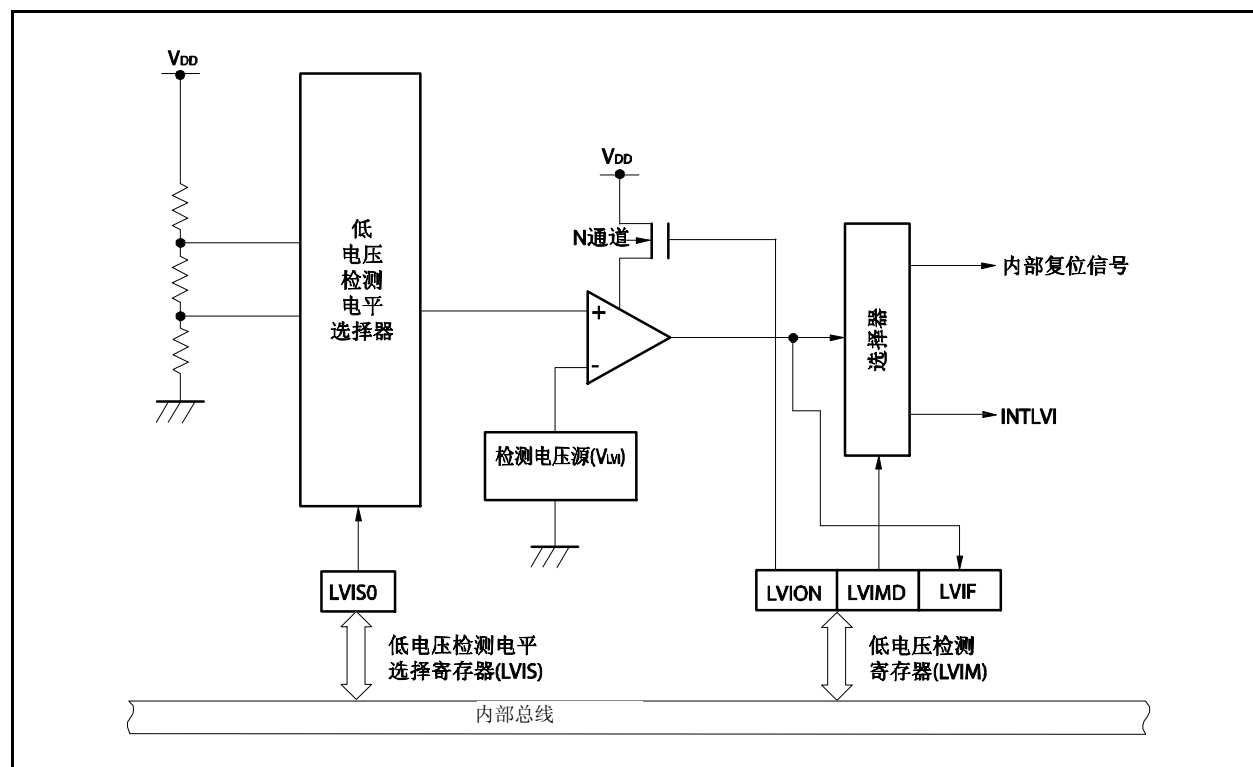 VDD
低
电压
检测
电平
选择器
VDD
N通道
+
-
检测电压源(VLVI)
选择器
内部复位信号
INTLVI
LVIS0
LVION
LVIMD
LVIF
低电压检测电平
选择寄存器(LVIS)
低电压检测
寄存器(LVIM)
内部总线